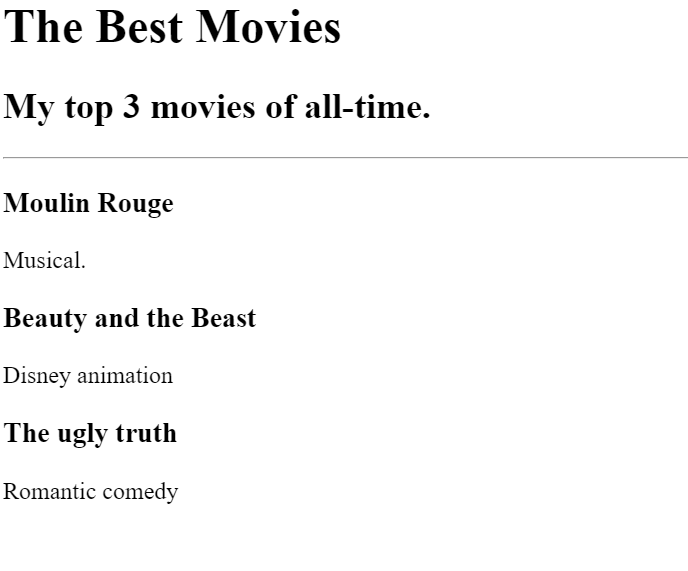 The Best Movies
My top 3 movies of all-time.
Moulin Rouge
Musical.
Beauty and the Beast
Disney animation
The ugly truth
Romantic comedy